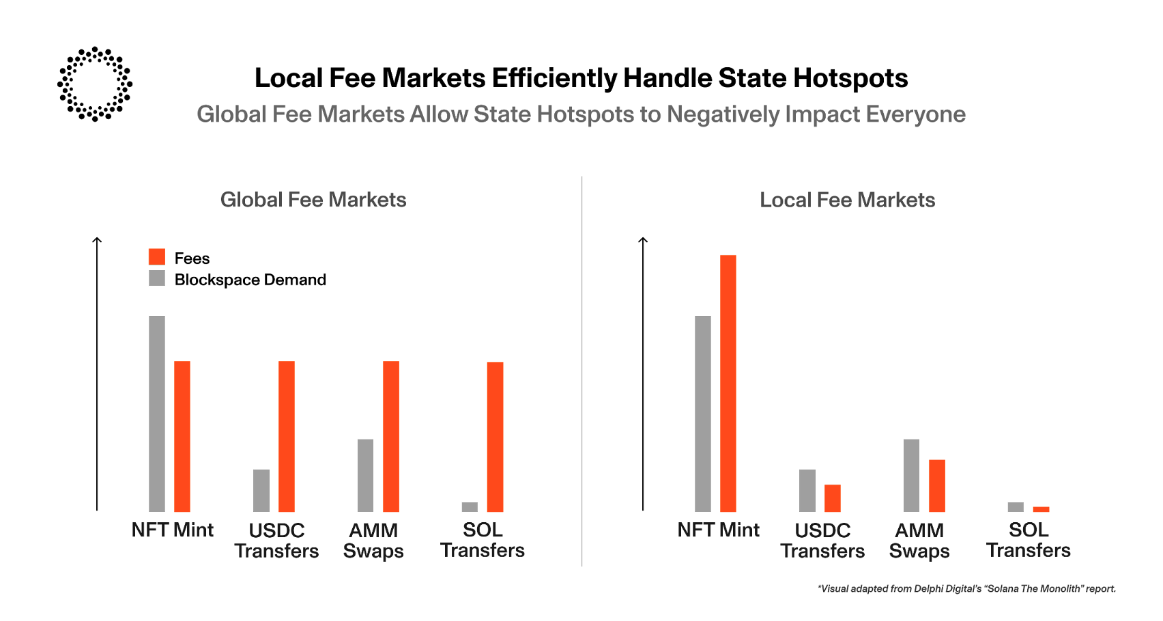 Local Fee Markets Efficiently Handle State Hotspots
Global Fee Markets Allow State Hotspots to Negatively Impact Everyone
Global Fee Markets
Fees
Blockspace Demand
NFT Mint
USDC
Transfers
AMM
Swaps
SOL
Transfers
Local Fee Markets
NFT Mint
USDC
Transfers
AMM
Swaps
SOL
Transfers
*Visual adapted from Delphi Digital's “Solana The Monolith” report.